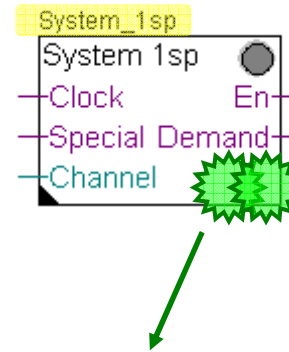 System_1sp
System 1sp
Clock En
Special Demand
Channel